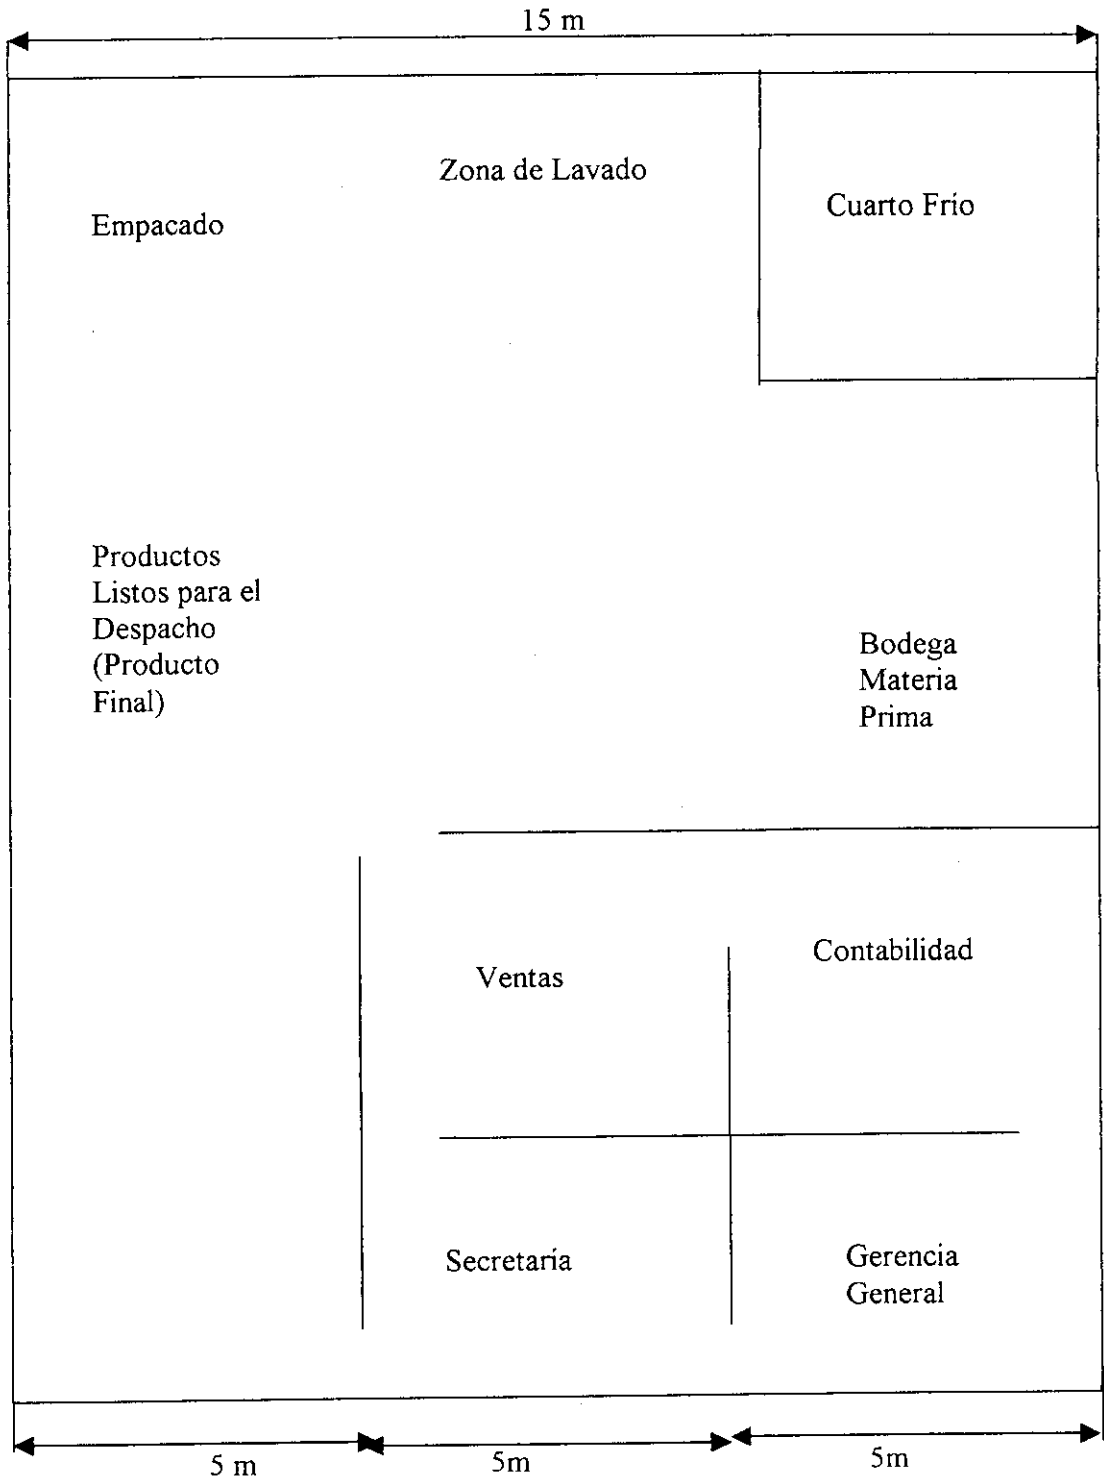 15 m
Zona de Lavado
Cuarto Frio
Empacado
Productos
Listos para el
Despacho
(Producto
Final)
Bodega
Materia
Prima
Contabilidad
Ventas
Secretaría
Gerencia
General
5 m
5m
5m